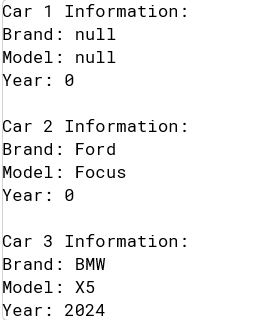 Car 1 Information:
Brand: null
Model: null
Year: 0
Car 2 Information:
Brand: Ford
Model: Focus
Year: 0
Car 3 Information:
Brand: BMW
Model: X5
Year: 2024